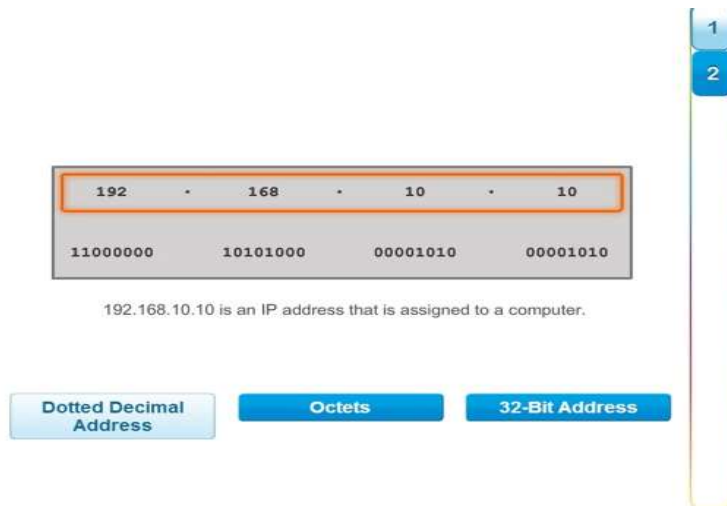 1
2
192 . 168 . 10 . 10
11000000 10101000 00001010 00001010
192.168.10.10 is an IP address that is assigned to a computer.
Dotted Decimal Address
Octets
32-Bit Address